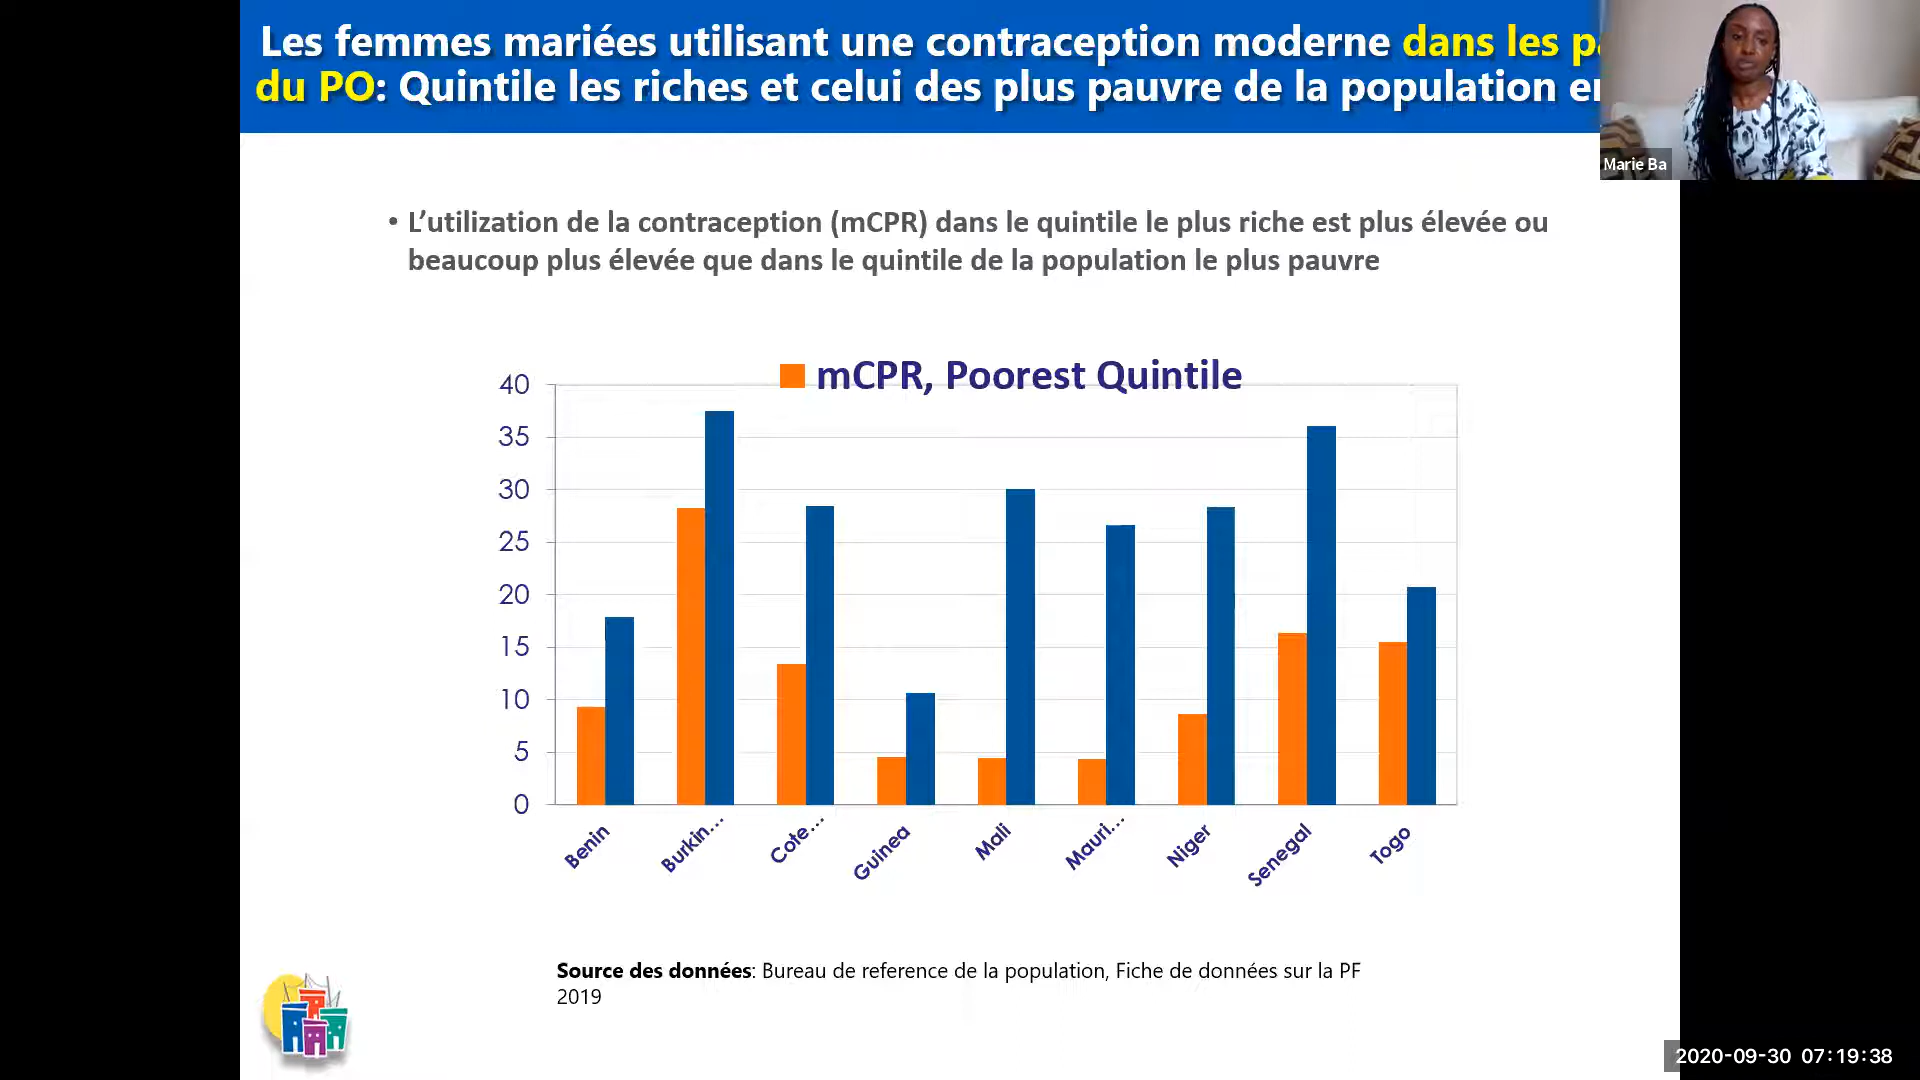 Les femmes mariées utilisant une contraception moderne dans les
du PO: Quintile les riches et celui des plus pauvre de la population
Marie Ba
• L’utilization de la contraception (mCPR) dans le quintile le plus riche est plus élevée ou
beaucoup plus élevée que dans le quintile de la population le plus pauvre
mCPR, Poorest Quintile
40
35
30
25
20
15
10
5
0
Benin
Burkin...
Cote...
Guinea
Mali
Mauri...
Niger
Senegal
Togo
Source des données: Bureau de reference de la population, Fiche de données sur la PF
2019
2020-09-30 07:19:38